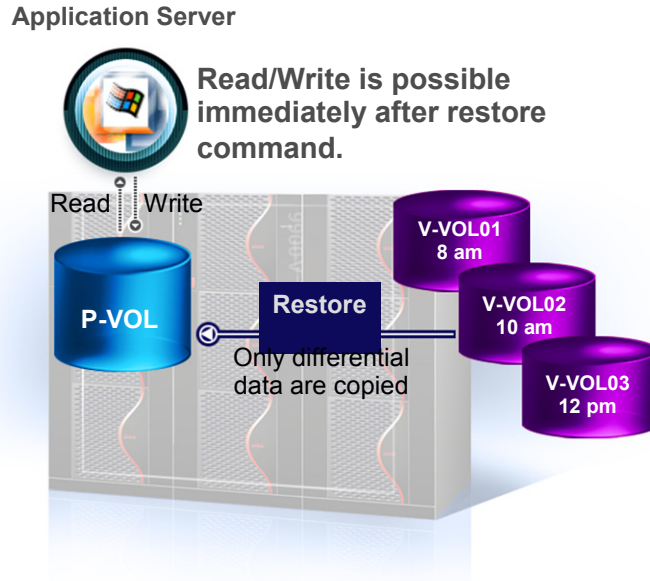 Application Server
Read/Write is possible
immediately after restore
command.
Read
Write
V-VOL01
8 am
P-VOL
Restore
V-VOL02
10 am
Only differential
data are copied
V-VOL03
12 pm